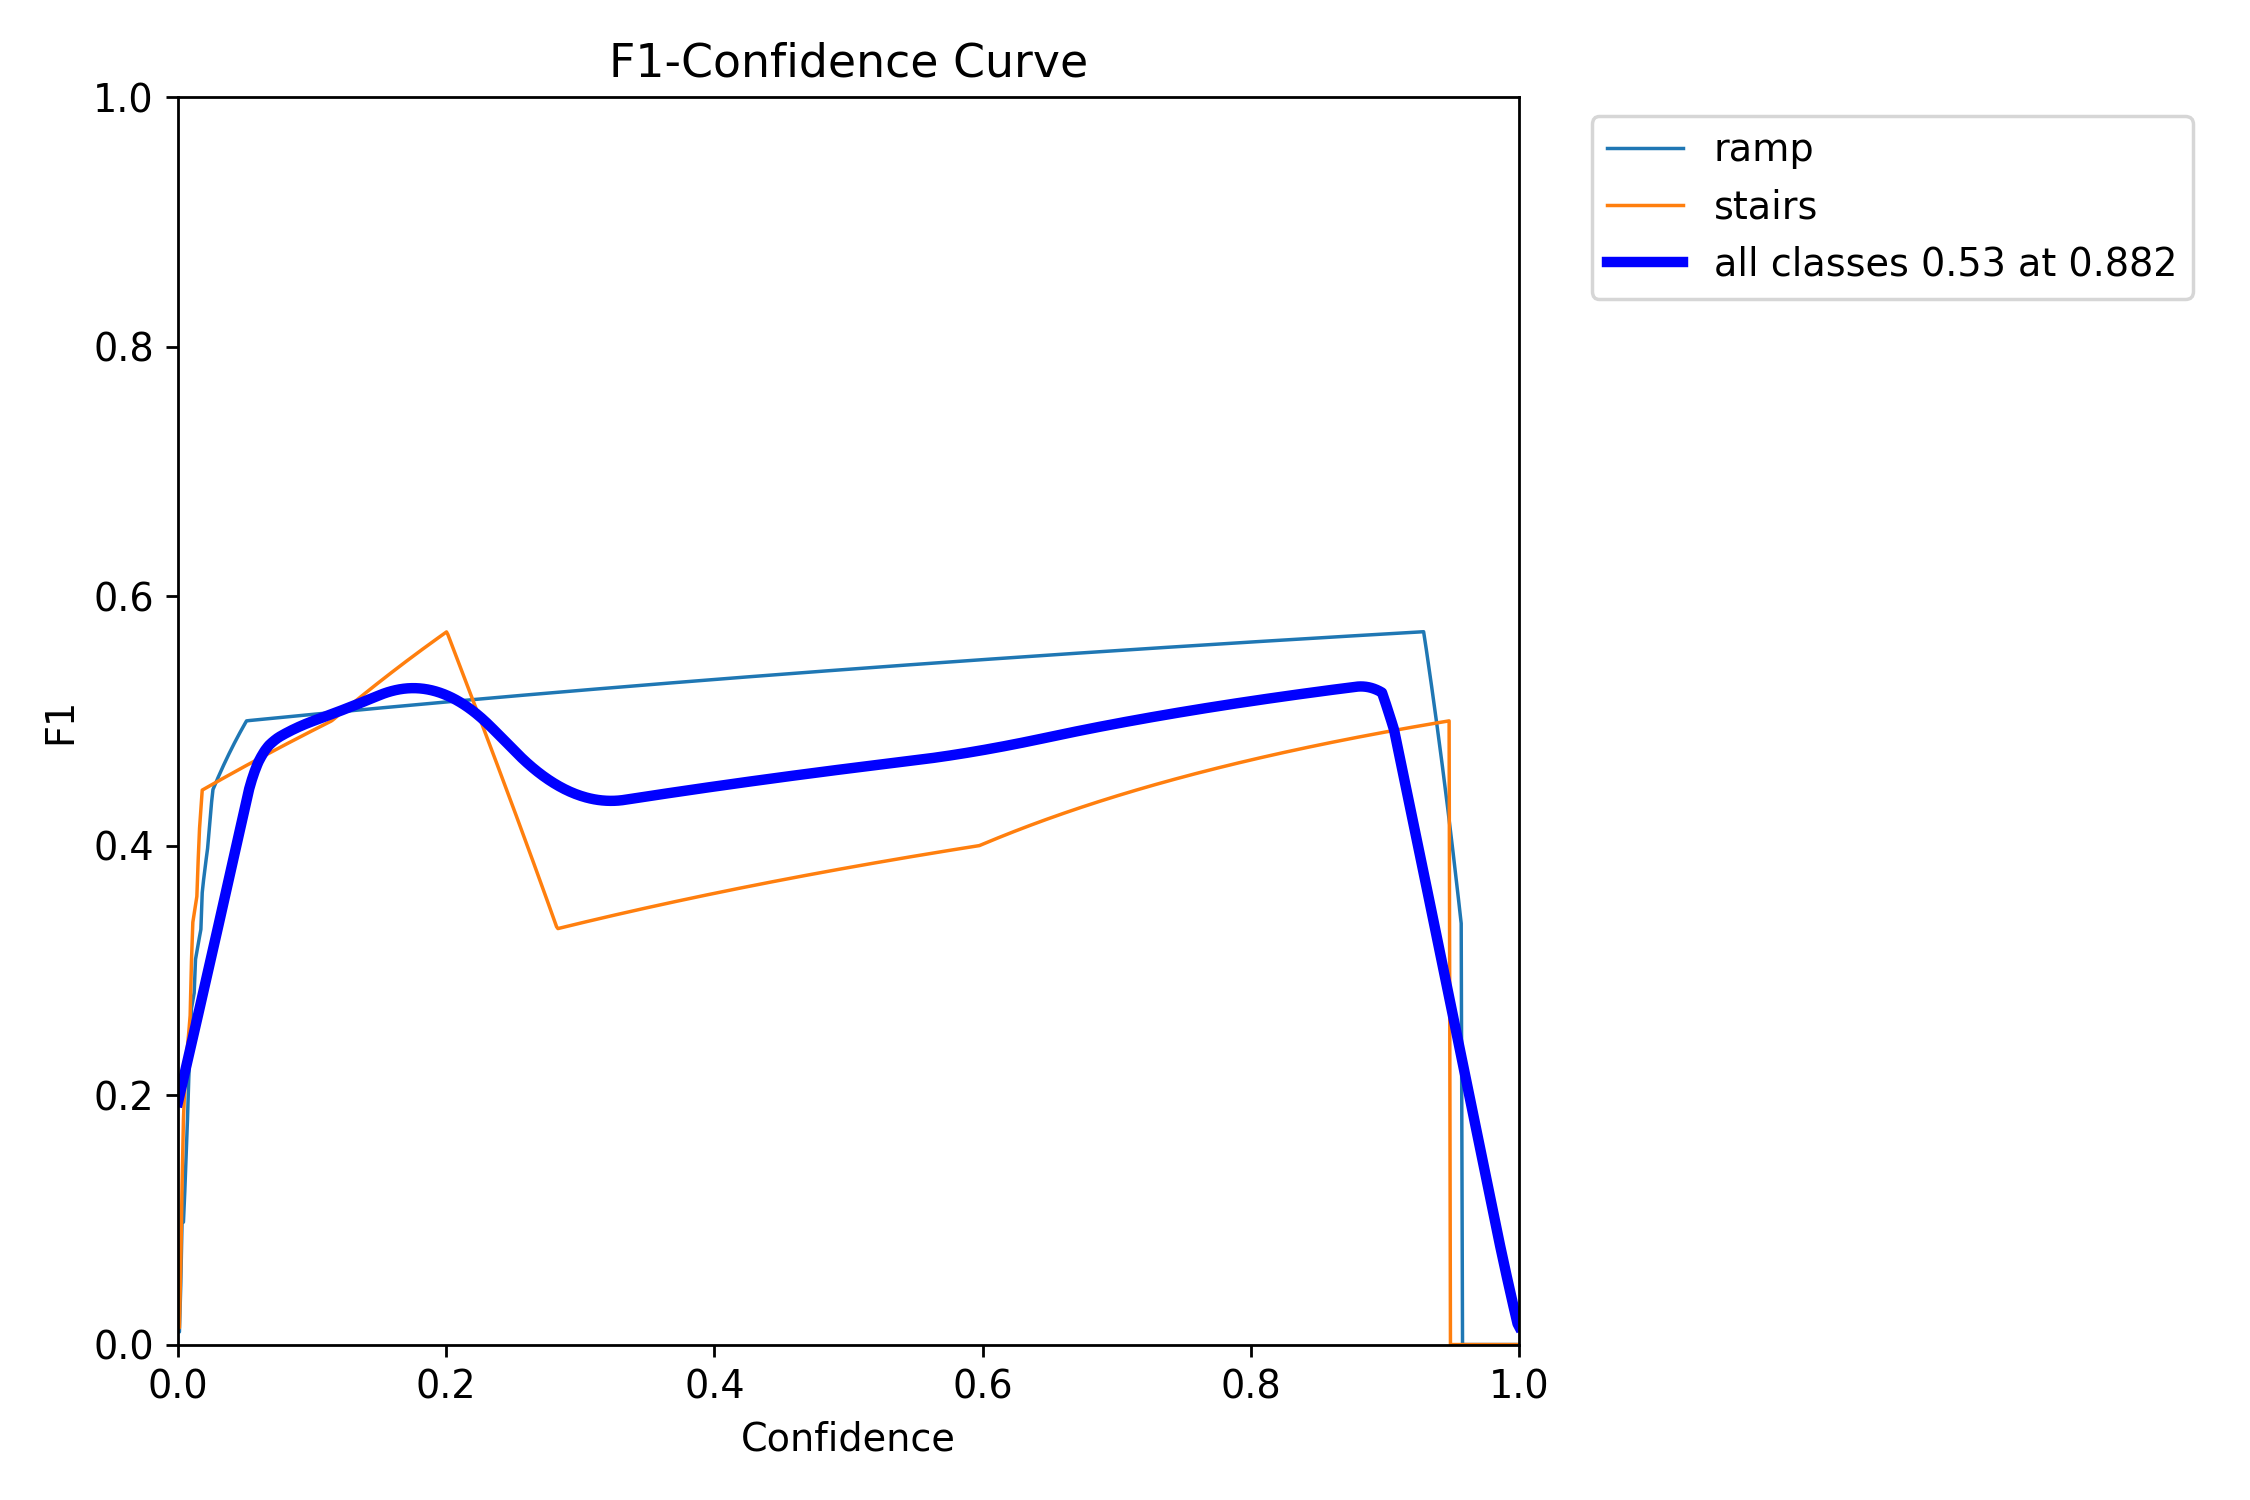 F1-Confidence Curve
1.0
0.8
0.6
0.4
0.2
0.0
F1
0.0 0.2 0.4 0.6 0.8 1.0
Confidence
ramp
stairs
all classes 0.53 at 0.882